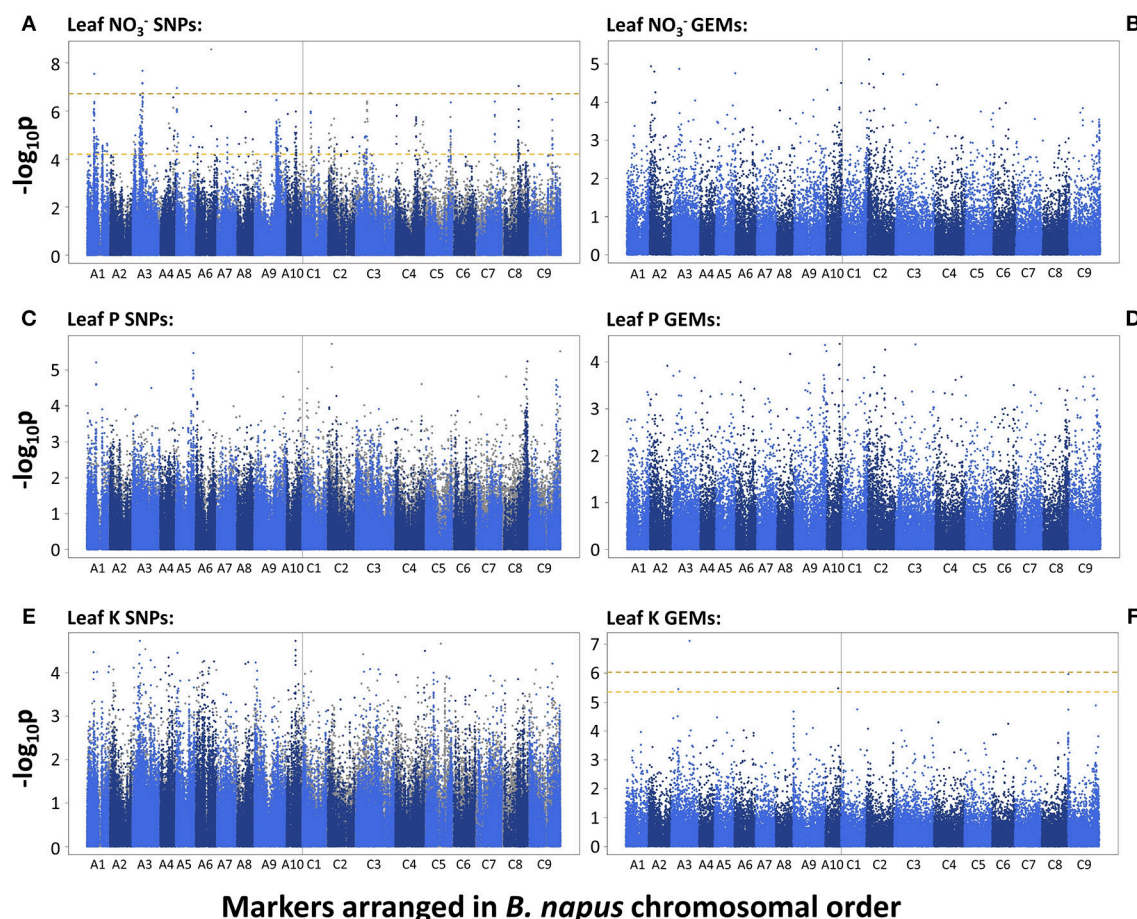 A Leaf NO3- SNPs:
Leaf NO3- GEMs: B
-log10p
8
6
4
2
0
5
4
3
2
1
0
A1 A2 A3 A4 A5 A6 A7 A8 A9 A10 C1 C2 C3 C4 C5 C6 C7 C8 C9
A1 A2 A3 A4 A5 A6 A7 A8 A9 A10 C1 C2 C3 C4 C5 C6 C7 C8 C9
C Leaf P SNPs:
Leaf P GEMs: D
-log10p
5
4
3
2
1
0
4
3
2
1
0
A1 A2 A3 A4 A5 A6 A7 A8 A9 A10 C1 C2 C3 C4 C5 C6 C7 C8 C9
A1 A2 A3 A4 A5 A6 A7 A8 A9 A10 C1 C2 C3 C4 C5 C6 C7 C8 C9
E Leaf K SNPs:
Leaf K GEMs: F
-log10p
4
3
2
1
0
7
6
5
4
3
2
1
0
A1 A2 A3 A4 A5 A6 A7 A8 A9 A10 C1 C2 C3 C4 C5 C6 C7 C8 C9
A1 A2 A3 A4 A5 A6 A7 A8 A9 A10 C1 C2 C3 C4 C5 C6 C7 C8 C9
Markers arranged in B. napus chromosomal order